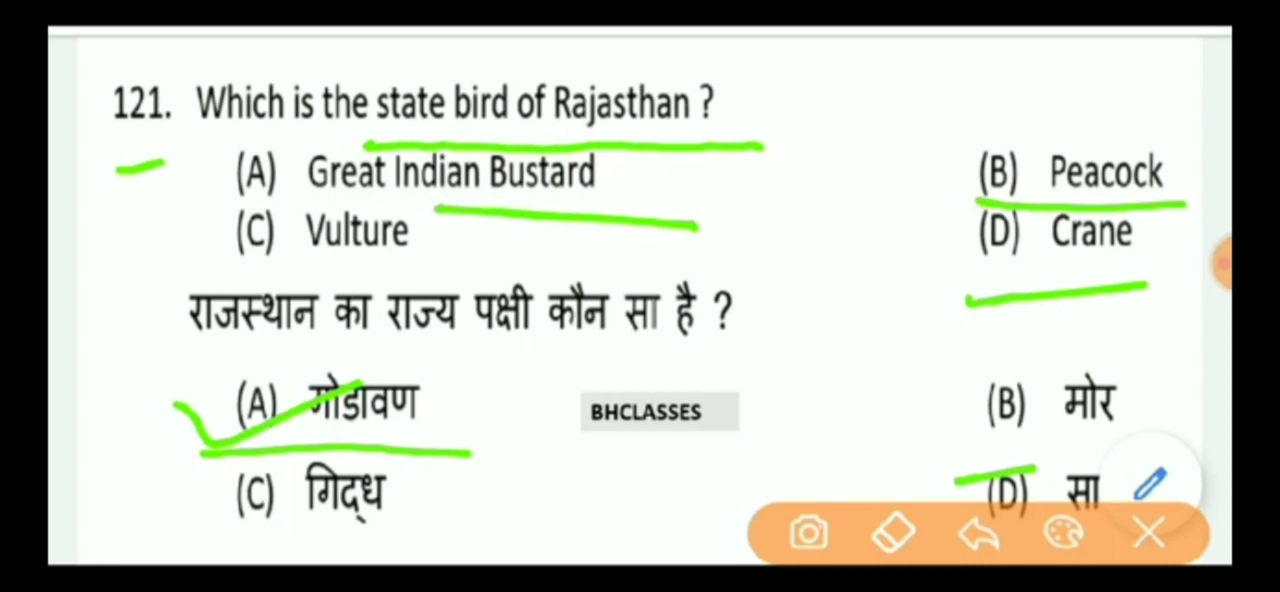 121. Which is the state bird of Rajasthan ?
(A) Great Indian Bustard (B) Peacock
(C) Vulture (D) Crane
राजस्थान का राज्य पक्षी कौन सा है ?
(A) गोडावण (B) मोर
BHCLASSES
(C) गिद्ध (D)